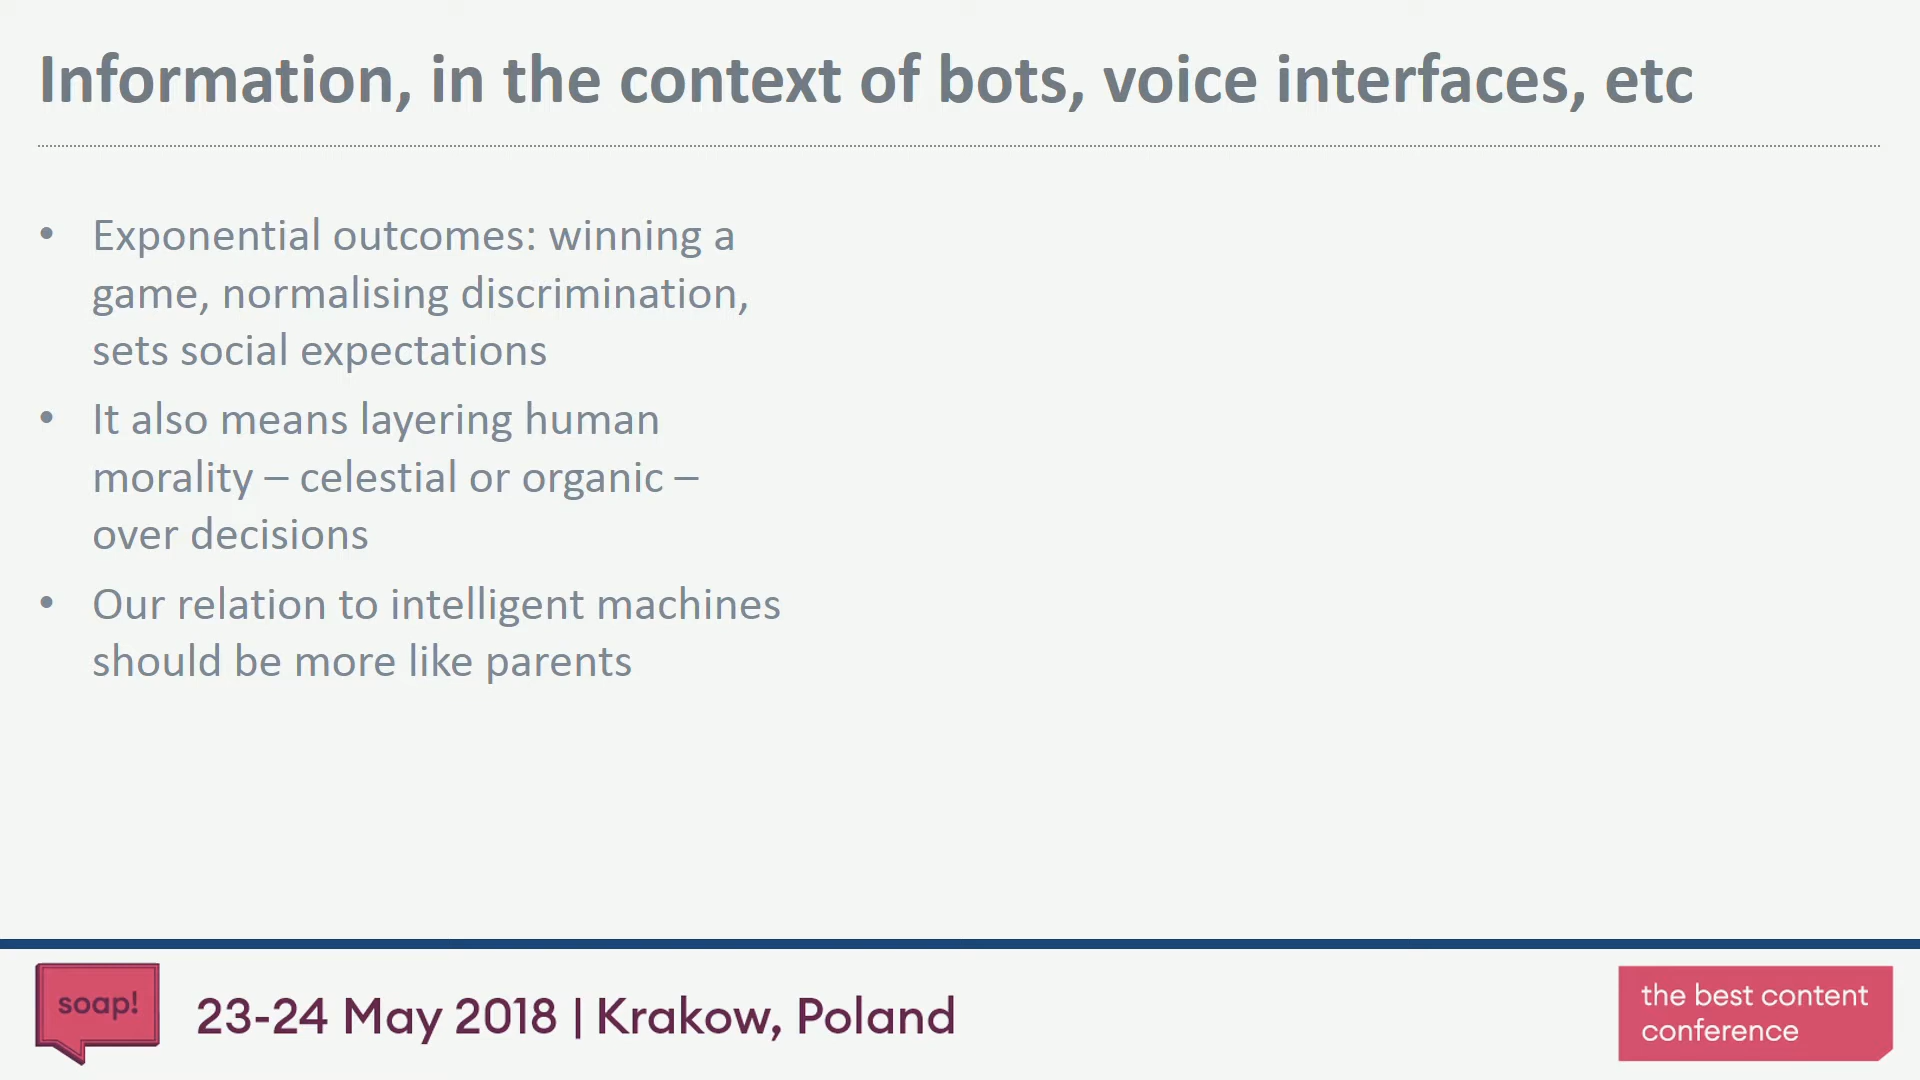 Information, in the context of bots, voice interfaces, etc
• Exponential outcomes: winning a
game, normalising discrimination,
sets social expectations
• It also means layering human
morality – celestial or organic –
over decisions
• Our relation to intelligent machines
should be more like parents
soap!
23-24 May 2018 | Krakow, Poland
the best content
conference